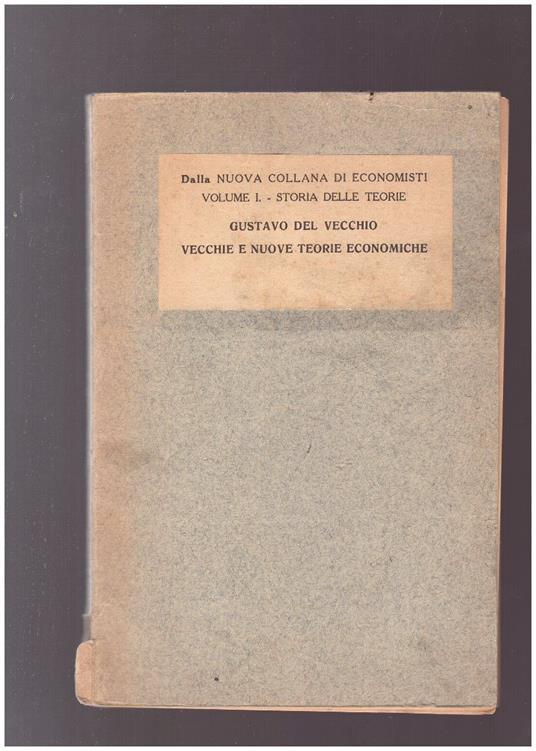 Dalla NUOVA COLLANA DI ECONOMISTI
VOLUME I. - STORIA DELLE TEORIE
GUSTAVO DEL VECCHIO
VECCHIE E NUOVE TEORIE ECONOMICHE